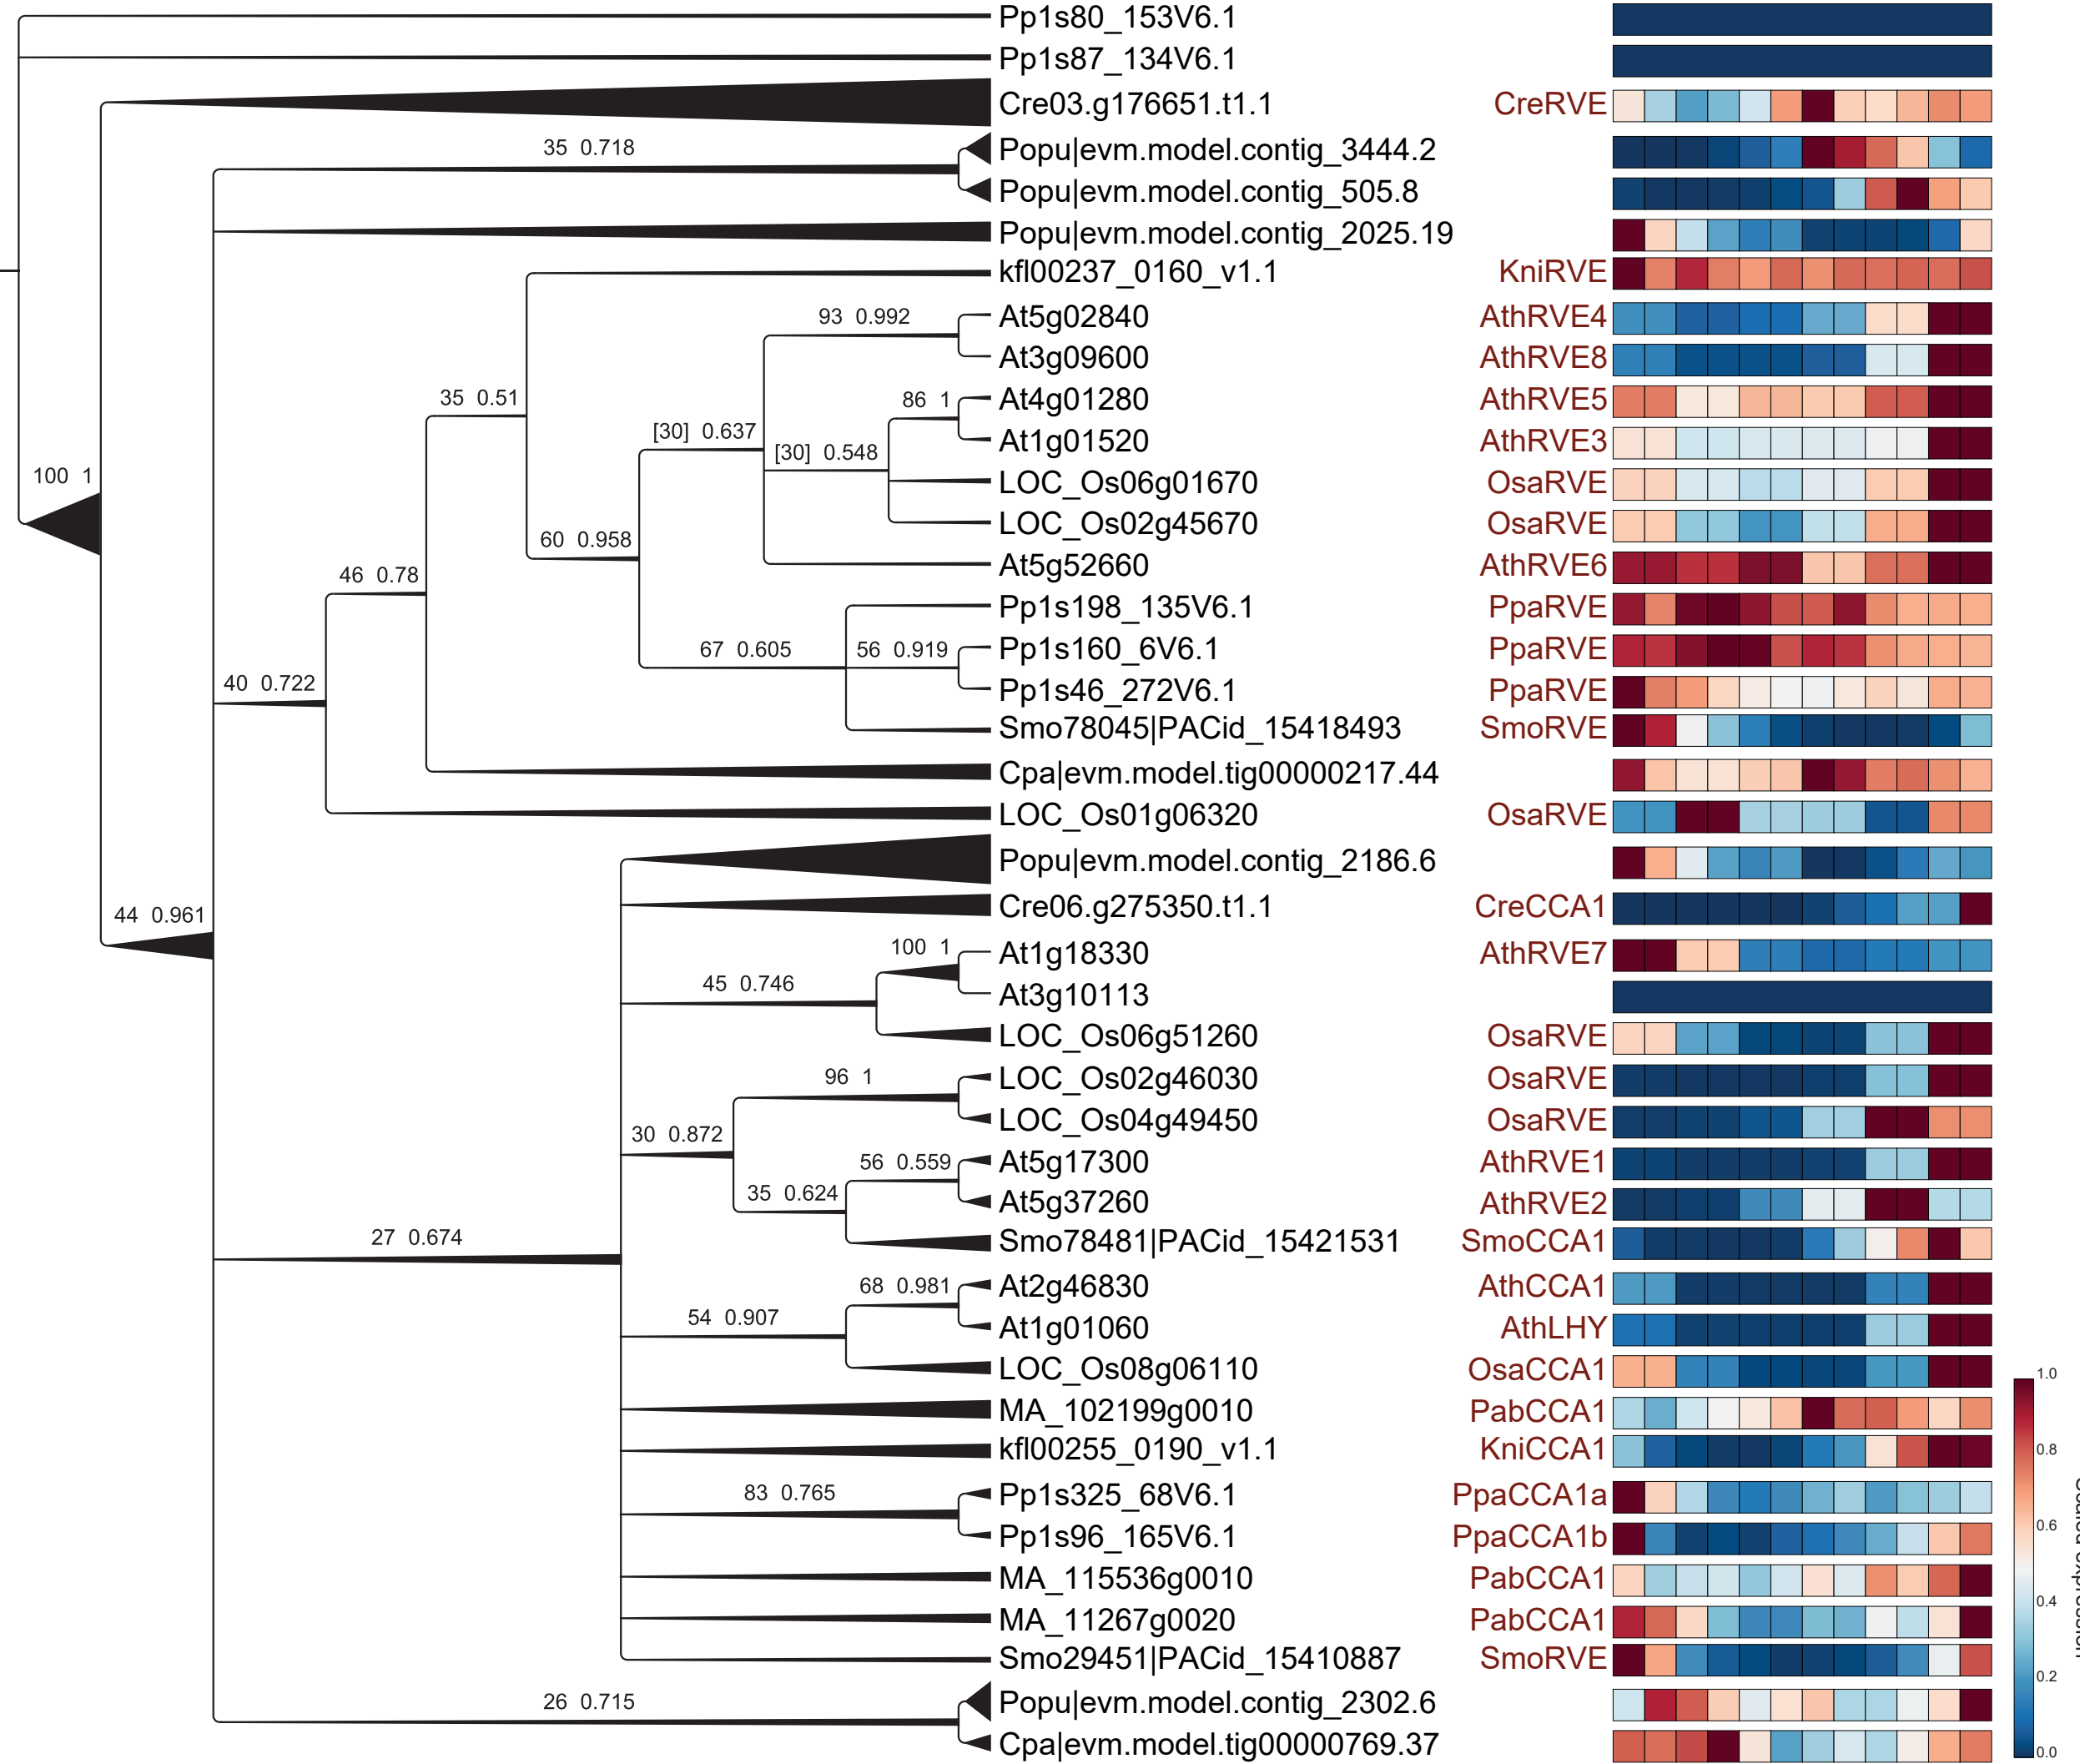 Pp1s80_153V6.1
Pp1s87_134V6.1
Cre03.g176651.t1.1 CreRVE
35 0.718
Popu|evm.model.contig_3444.2
Popu|evm.model.contig_505.8
Popu|evm.model.contig_2025.19
kfl00237_0160_v1.1 KniRVE
93 0.992
At5g02840 AthRVE4
At3g09600 AthRVE8
35 0.51
86 1
At4g01280 AthRVE5
[30] 0.637
[30] 0.548
At1g01520 AthRVE3
100 1
LOC_Os06g01670 OsaRVE
LOC_Os02g45670 OsaRVE
60 0.958
At5g52660 AthRVE6
46 0.78
Pp1s198_135V6.1 PpaRVE
67 0.605
56 0.919
Pp1s160_6V6.1 PpaRVE
40 0.722
Pp1s46_272V6.1 PpaRVE
Smo78045|PACid_15418493 SmoRVE
Cpa|evm.model.tig00000217.44
LOC_Os01g06320 OsaRVE
Popu|evm.model.contig_2186.6
44 0.961
Cre06.g275350.t1.1 CreCCA1
100 1
At1g18330 AthRVE7
45 0.746
At3g10113
LOC_Os06g51260 OsaRVE
96 1
LOC_Os02g46030 OsaRVE
LOC_Os04g49450 OsaRVE
30 0.872
56 0.559
At5g17300 AthRVE1
35 0.624
At5g37260 AthRVE2
27 0.674
Smo78481|PACid_15421531 SmoCCA1
68 0.981
At2g46830 AthCCA1
54 0.907
At1g01060 AthLHY
LOC_Os08g06110 OsaCCA1
1.0
MA_102199g0010 PabCCA1
kfl00255_0190_v1.1 KniCCA1
0.8
83 0.765
Pp1s325_68V6.1 PpaCCA1a
Pp1s96_165V6.1 PpaCCA1b
0.6
MA_115536g0010 PabCCA1
0.4
MA_11267g0020 PabCCA1
Smo29451|PACid_15410887 SmoRVE
0.2
26 0.715
Popu|evm.model.contig_2302.6
Cpa|evm.model.tig00000769.37
0.0